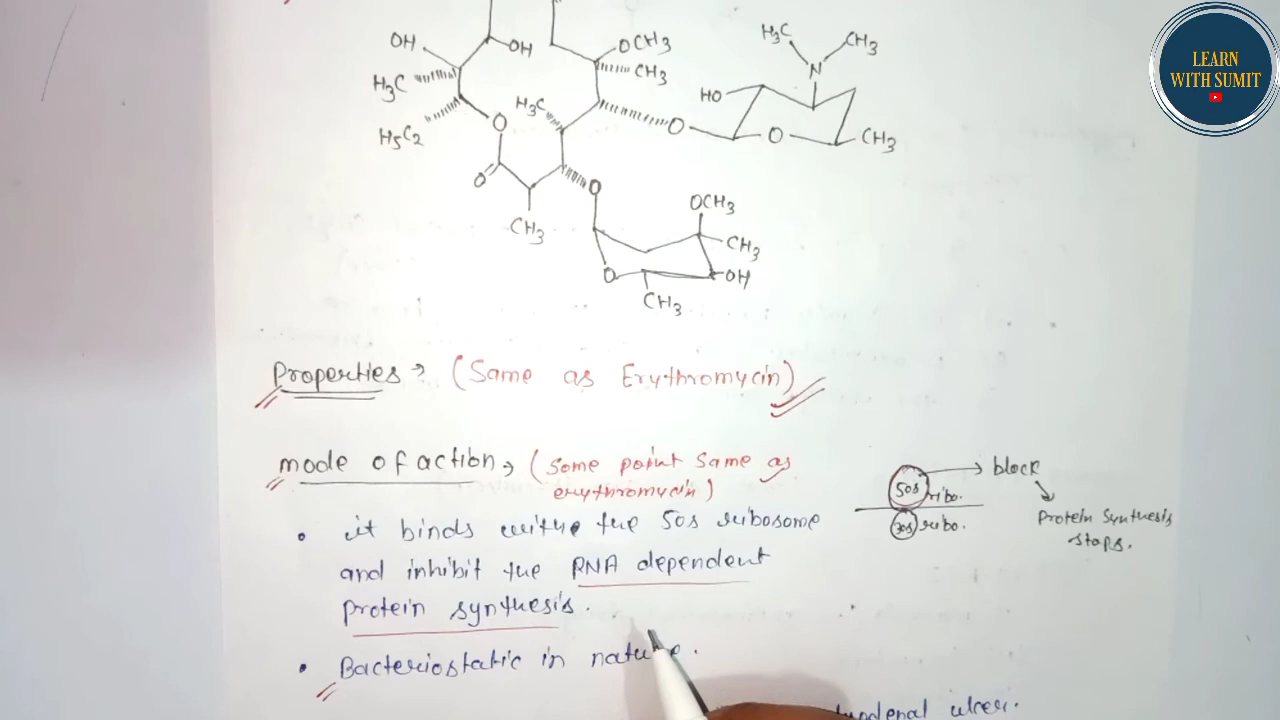 LEARN
WITH SUMIT
H3C CH3
N
OH OH OCH3
CH3
H3C
HO
H3C
O O O CH3
H5C2
O O
CH3
OCH3
CH3
O OH
CH3
Properties → (Same as Erythromycin)
mode of action → (Some point same as
erythromycin)
• it binds withe the 50s ribosome
and inhibit the RNA dependent
protein synthesis.
• Bacteriostatic in nature.
50s ribo. → block
30s ribo.
Protein synthesis
stops.
ulcer.